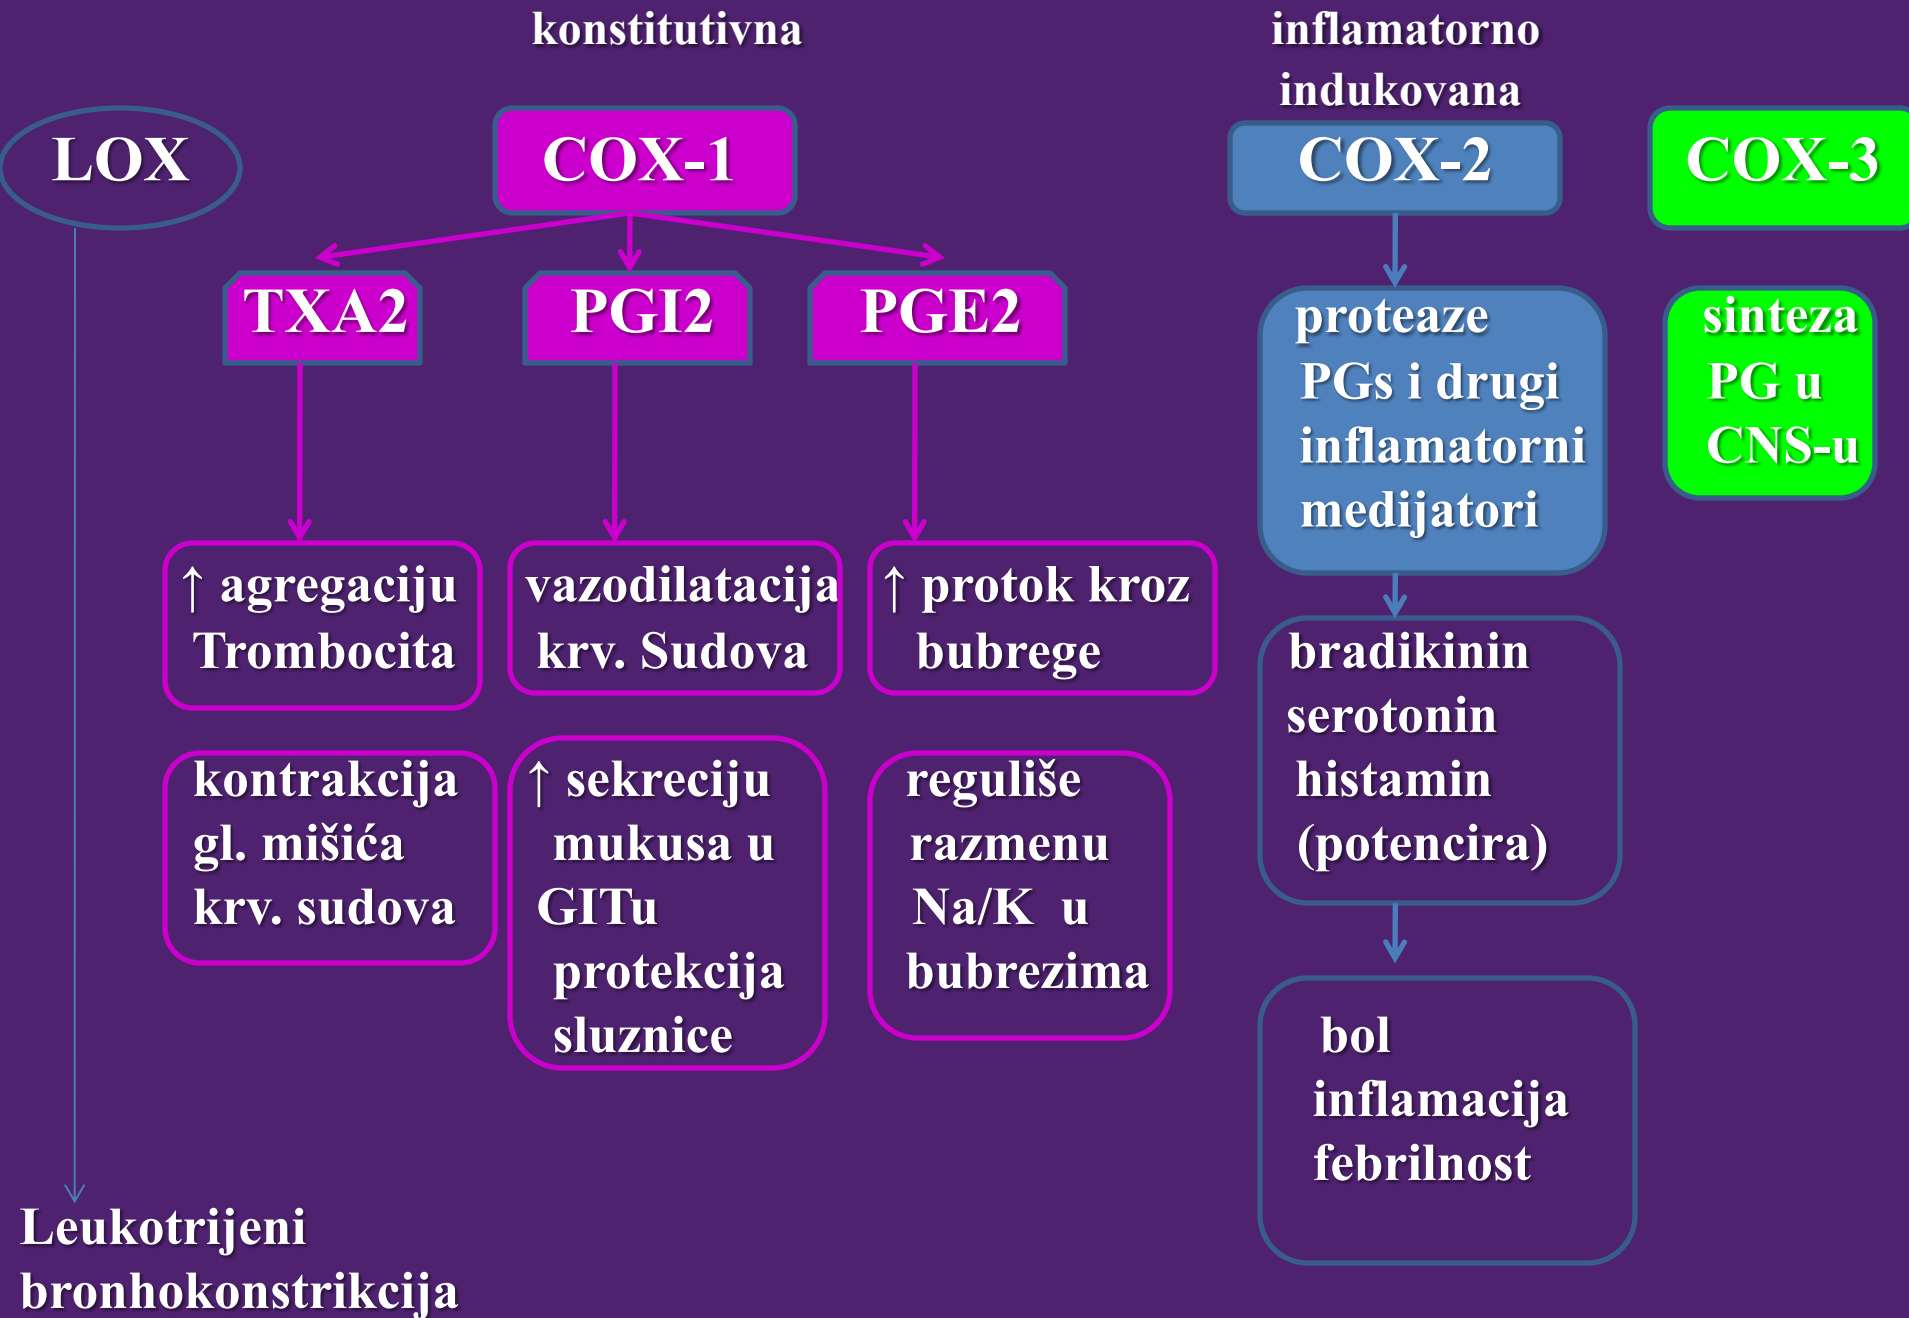 konstitutivna
inflamatorno
indukovana
LOX
COX-1
COX-2
COX-3
TXA2
PGI2
PGE2
proteaze
PGs i drugi
inflamatorni
medijatori
sinteza
PG u
CNS-u
↑ agregaciju
Trombocita
vazodilatacija
krv. Sudova
↑ protok kroz
bubrege
bradikinin
serotonin
histamin
(potencira)
kontrakcija
gl. mišića
krv. sudova
↑ sekreciju
mukusa u
GITu
protekcija
sluznice
reguliše
razmenu
Na/K u
bubrezima
bol
inflamacija
febrilnost
Leukotrijeni
bronhokonstrikcija